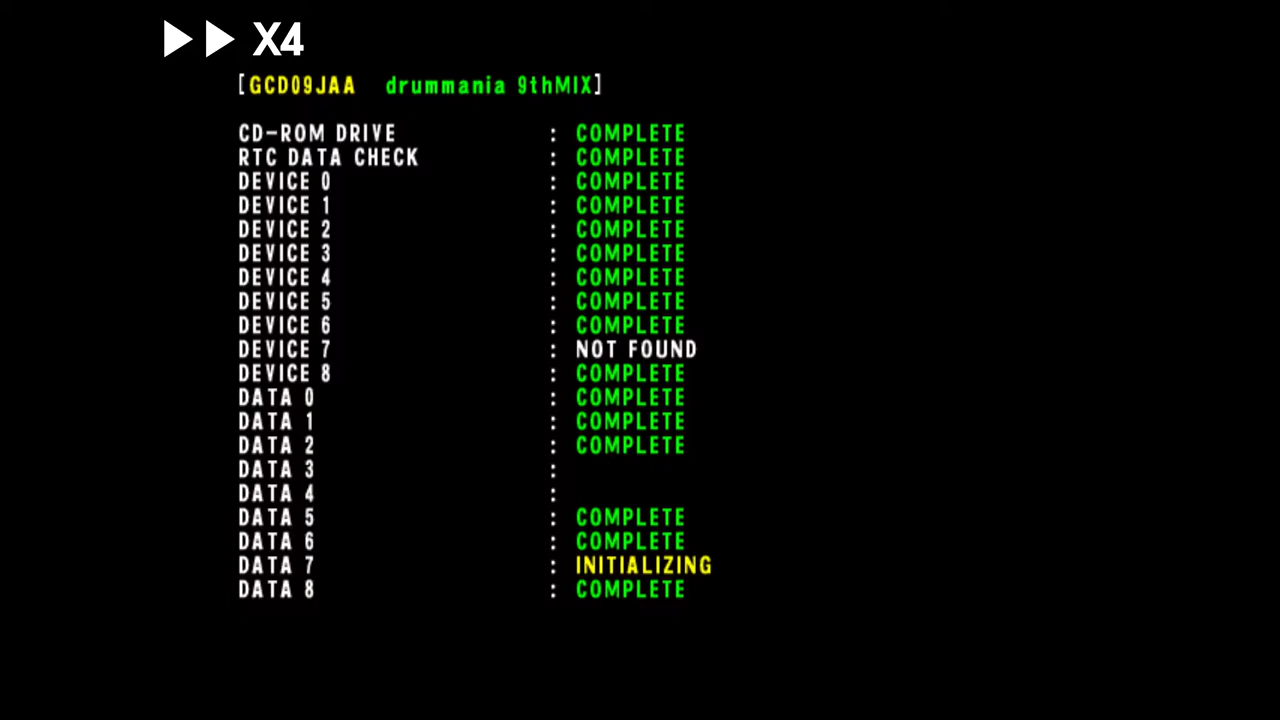 X4
[GCD09JAA drummania 9thMIX]
CD-ROM DRIVE : COMPLETE
RTC DATA CHECK : COMPLETE
DEVICE 0 : COMPLETE
DEVICE 1 : COMPLETE
DEVICE 2 : COMPLETE
DEVICE 3 : COMPLETE
DEVICE 4 : COMPLETE
DEVICE 5 : COMPLETE
DEVICE 6 : COMPLETE
DEVICE 7 : NOT FOUND
DEVICE 8 : COMPLETE
DATA 0 : COMPLETE
DATA 1 : COMPLETE
DATA 2 : COMPLETE
DATA 3 :
DATA 4 :
DATA 5 : COMPLETE
DATA 6 : COMPLETE
DATA 7 : INITIALIZING
DATA 8 : COMPLETE